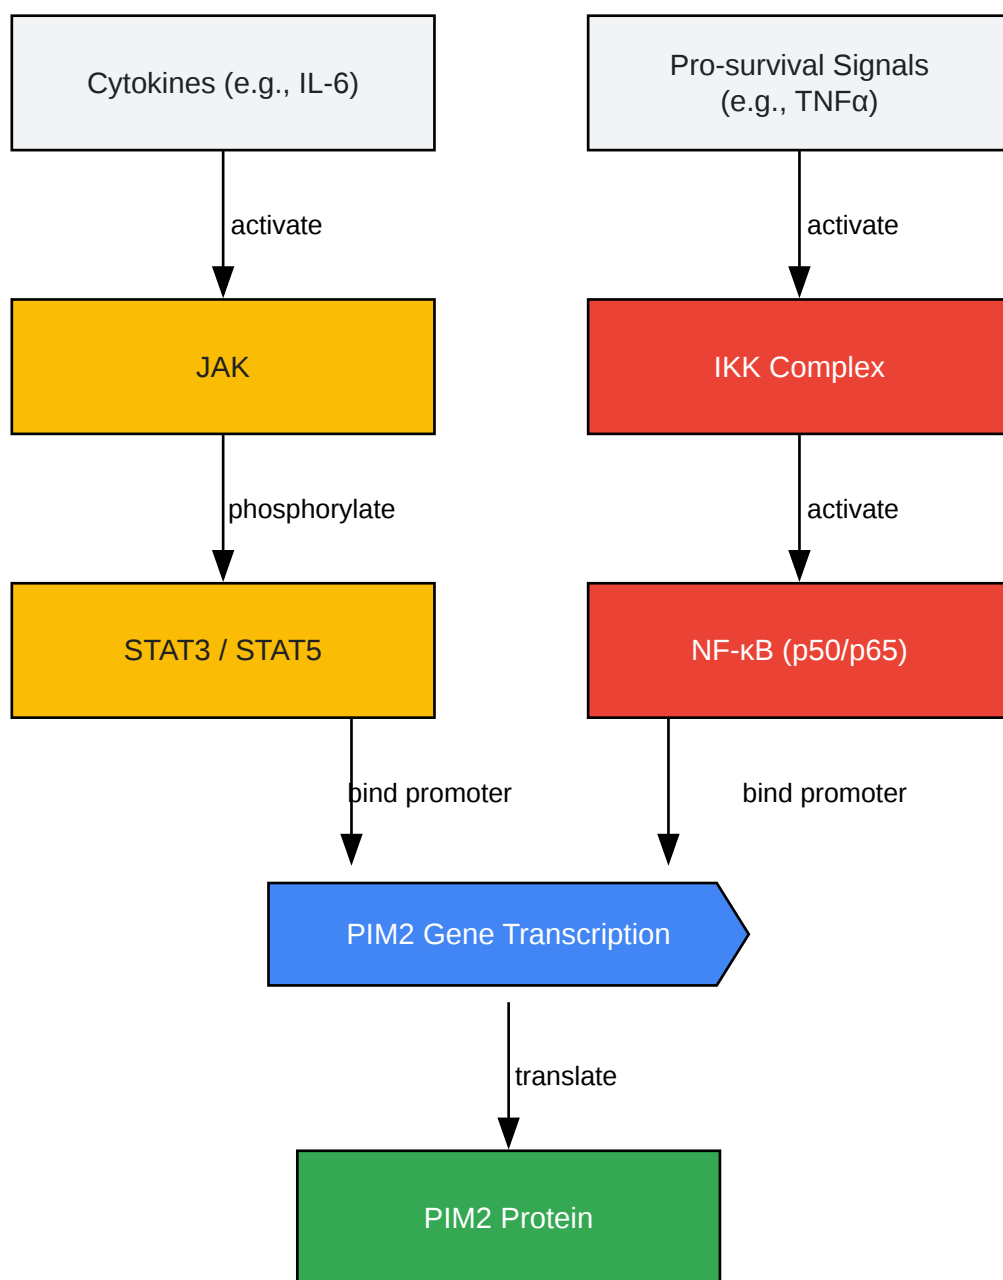 Cytokines (e.g., IL-6)
Pro-survival Signals
(e.g., TNFα)
activate
activate
JAK
IKK Complex
phosphorylate
activate
STAT3 / STAT5
NF-κB (p50/p65)
bind promoter
bind promoter
PIM2 Gene Transcription
translate
PIM2 Protein